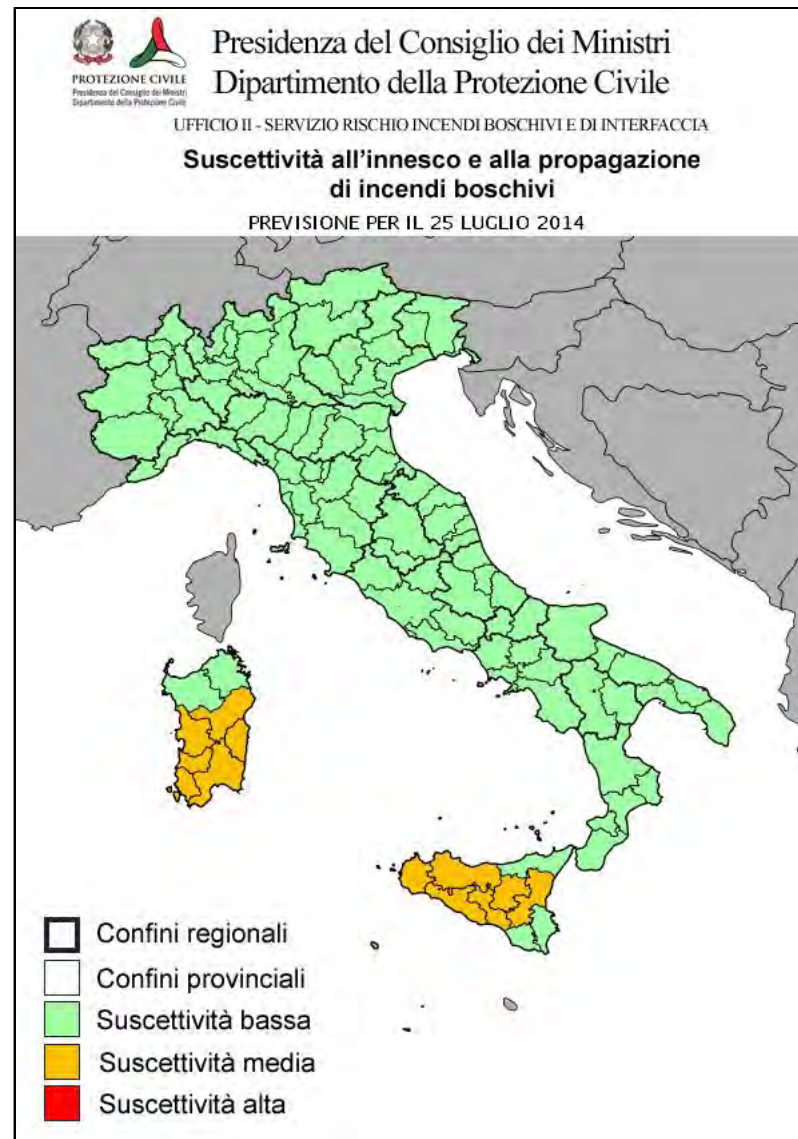 Presidenza del Consiglio dei Ministri
Dipartimento della Protezione Civile
PROTEZIONE CIVILE
Presidenza del Consiglio dei Ministri
Dipartimento della Protezione Civile
UFFICIO II - SERVIZIO RISCHIO INCENDI BOSCHIVI E DI INTERFACCIA
Suscettività all'innesco e alla propagazione
di incendi boschivi
PREVISIONE PER IL 25 LUGLIO 2014
Confini regionali
Confini provinciali
Suscettività bassa
Suscettività media
Suscettività alta